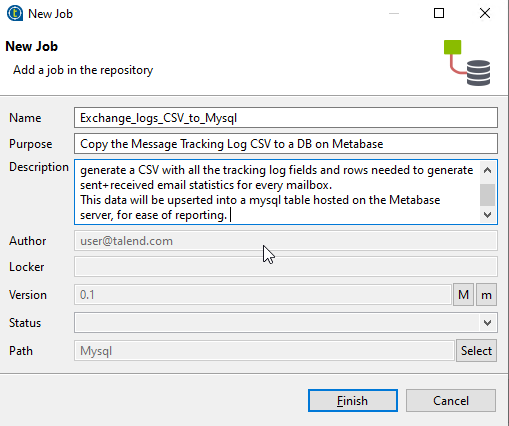 New Job
New Job
Add a job in the repository
Name
Exchange_logs_CSV_to_Mysql
Purpose
Copy the Message Tracking Log CSV to a DB on Metabase
Description
generate a CSV with all the tracking log fields and rows needed to generate
sent+received email statistics for every mailbox.
This data will be upserted into a mysql table hosted on the Metabase
server, for ease of reporting.
Author
user@talend.com
Locker
Version
0.1
M
m
Status
Path
Mysql
Select
Finish
Cancel